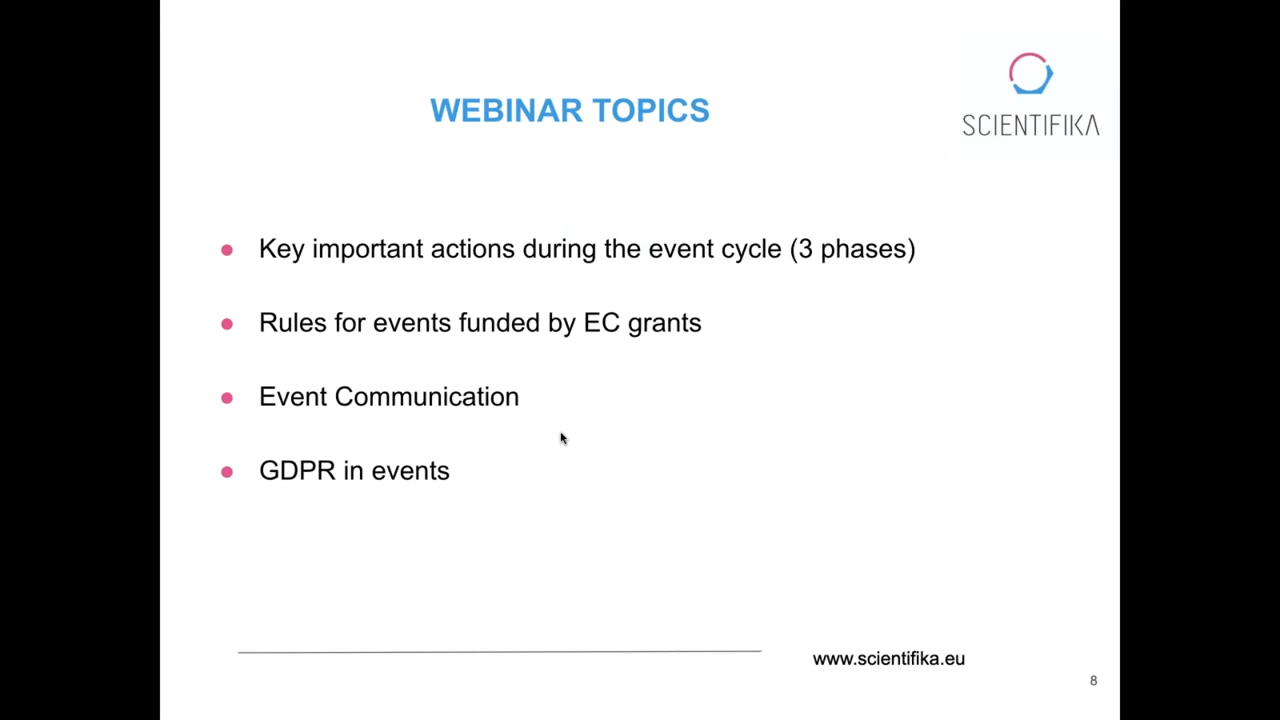 WEBINAR TOPICS
SCIENTIFIKA
Key important actions during the event cycle (3 phases)
Rules for events funded by EC grants
Event Communication
GDPR in events
www.scientifika.eu
8